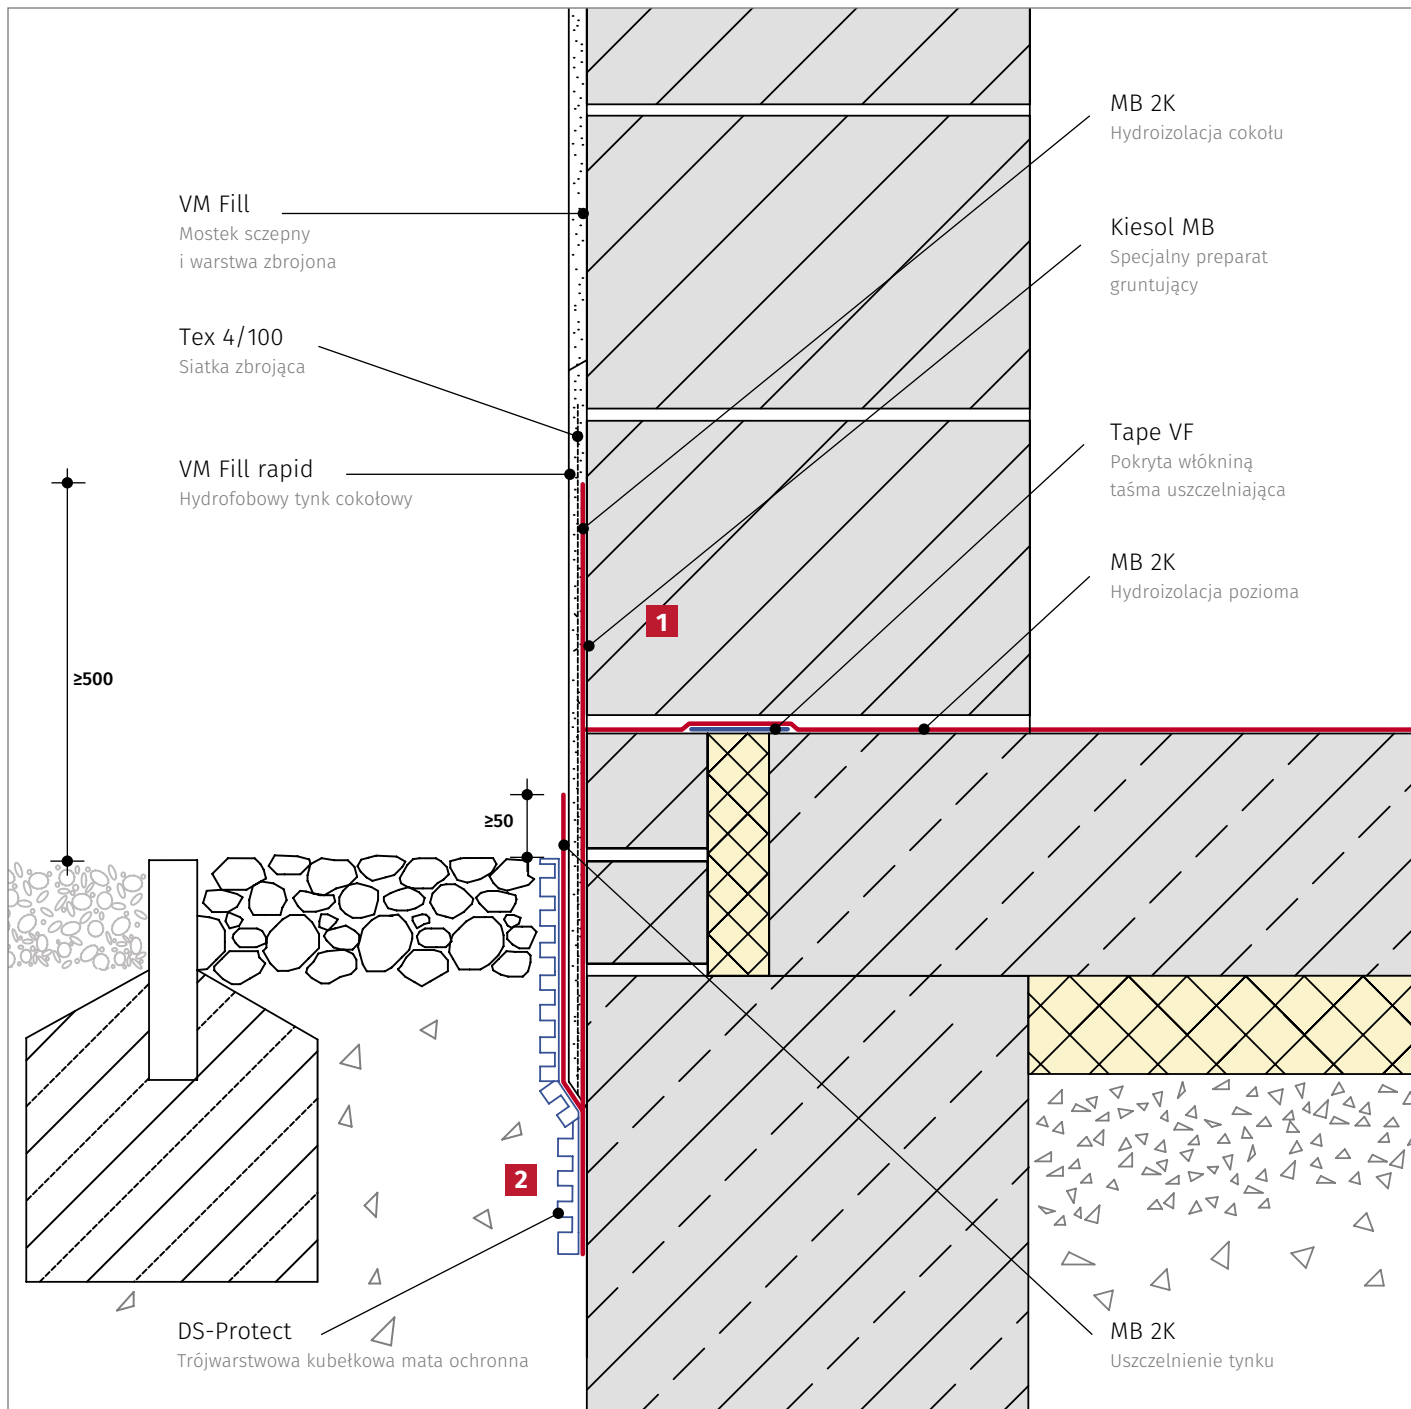 VM Fill
Mostek sczepny
i warstwa zbrojona
Tex 4/100
Siatka zbrojąca
VM Fill rapid
Hydrofobowy tynk cokołowy
≥500
≥50
MB 2K
Hydroizolacja cokołu
Kiesol MB
Specjalny preparat
gruntujący
Tape VF
Pokryta włókniną
taśma uszczelniająca
MB 2K
Hydroizolacja pozioma
1
2
DS-Protect
Trójwarstwowa kubełkowa mata ochronna
MB 2K
Uszczelnienie tynku